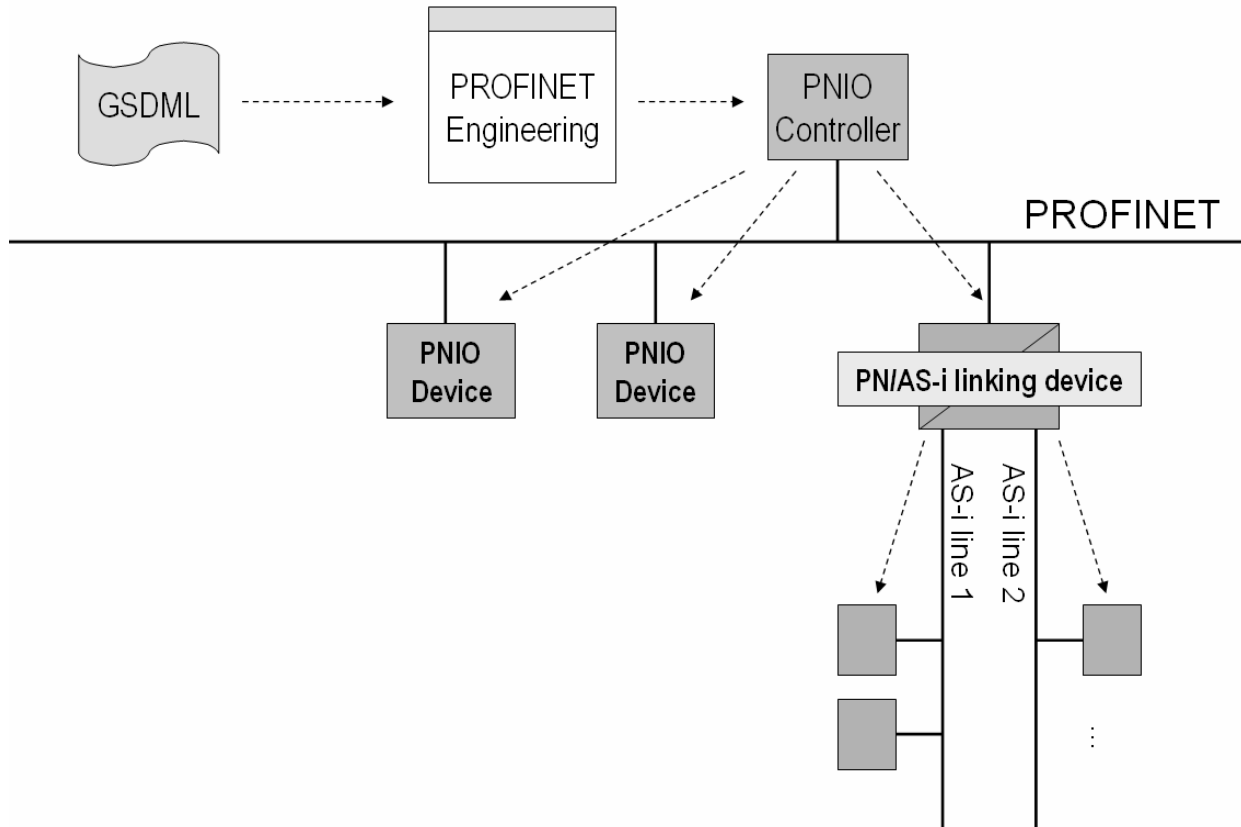 GSDML
PROFINET
Engineering
PNIO
Controller
PROFINET
PNIO
Device
PNIO
Device
PN/AS-i linking device
AS-i line 1
AS-i line 2
...